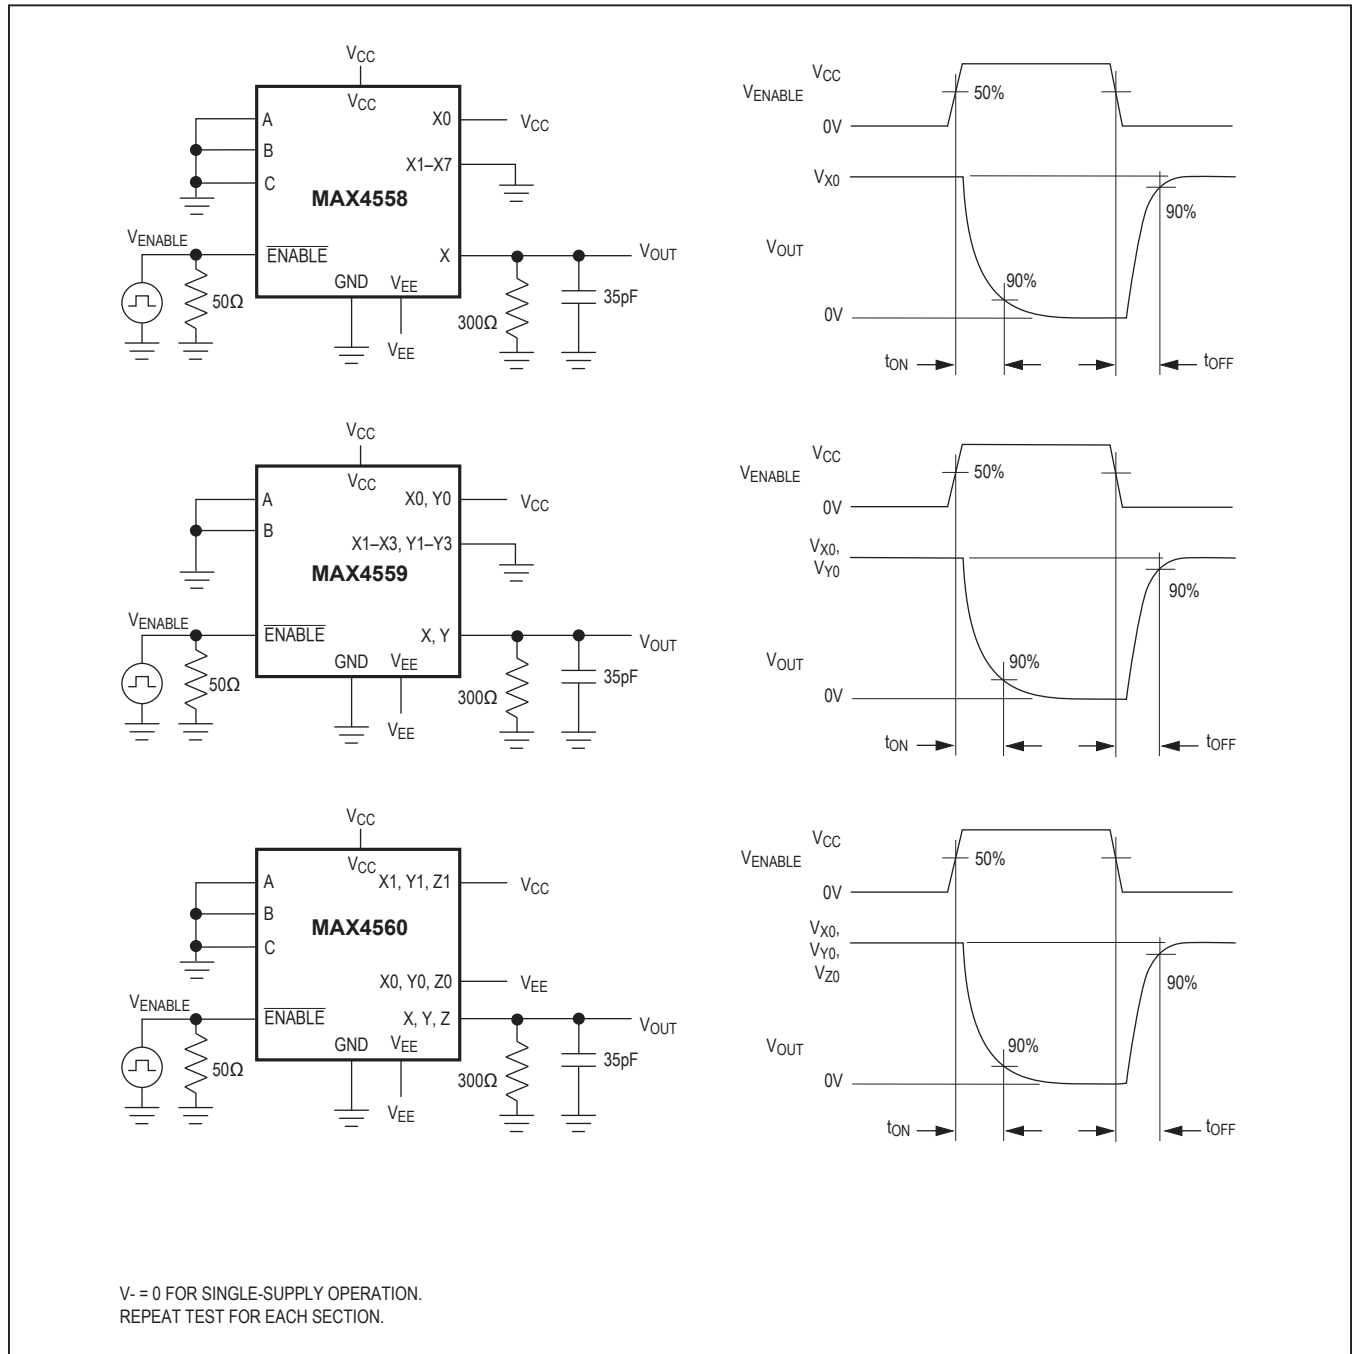 VCC
VCC
A
B
C
X0
VCC
X1–X7
MAX4558
VENABLE
ENABLE
X
VOUT
50Ω
GND
VEE
VEE
300Ω
35pF
VCC
VENABLE
50%
0V
VX0
90%
VOUT
90%
0V
tON
tOFF
VCC
VCC
A
B
X0, Y0
VCC
X1–X3, Y1–Y3
MAX4559
VENABLE
ENABLE
X, Y
VOUT
50Ω
GND
VEE
VEE
300Ω
35pF
VCC
VENABLE
50%
0V
VX0,
VY0
90%
VOUT
90%
0V
tON
tOFF
VCC
VCC
A
B
C
X1, Y1, Z1
VCC
MAX4560
X0, Y0, Z0
VEE
VENABLE
ENABLE
X, Y, Z
VOUT
50Ω
GND
VEE
VEE
300Ω
35pF
VCC
VENABLE
50%
0V
VX0,
VY0,
VZ0
90%
VOUT
90%
0V
tON
tOFF
V- = 0 FOR SINGLE-SUPPLY OPERATION.
REPEAT TEST FOR EACH SECTION.